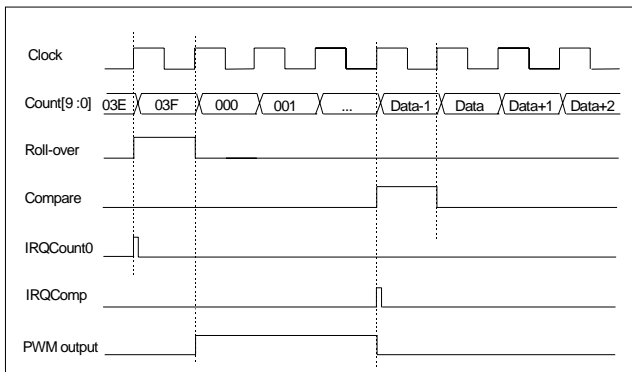 Clock
Count[9 :0] 03E 03F 000 001 ... Data-1 Data Data+1 Data+2
Roll-over
Compare
IRQCount0
IRQComp
PWM output